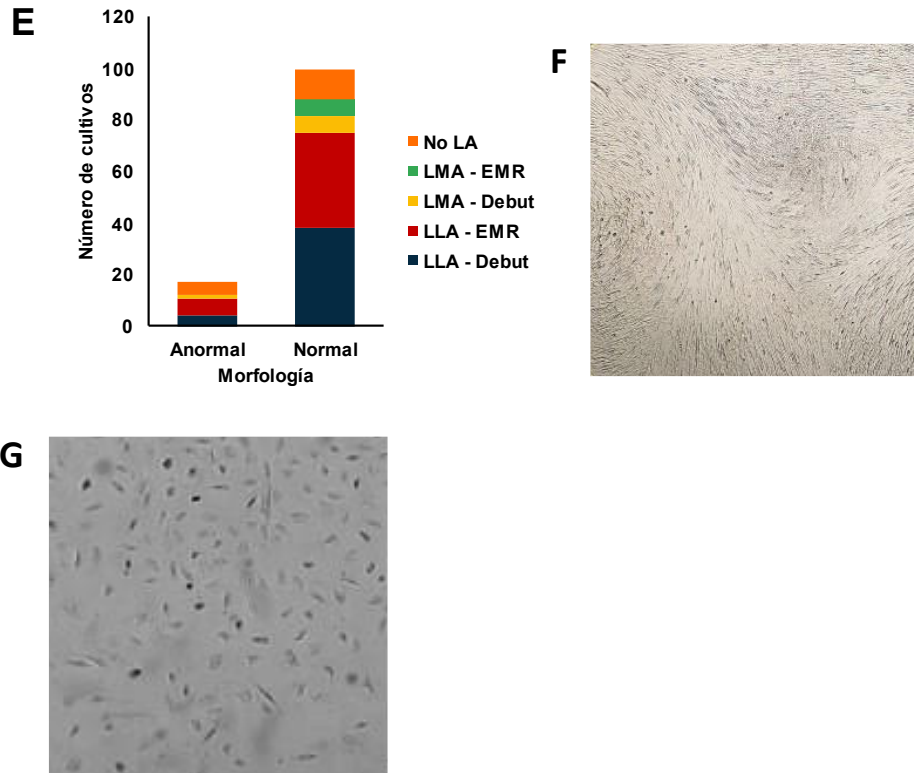 E
120
100
80
60
40
20
0
Número de cultivos
Anormal
Normal
Morfología
No LA
LMA - EMR
LMA - Debut
LLA - EMR
LLA - Debut
F
G